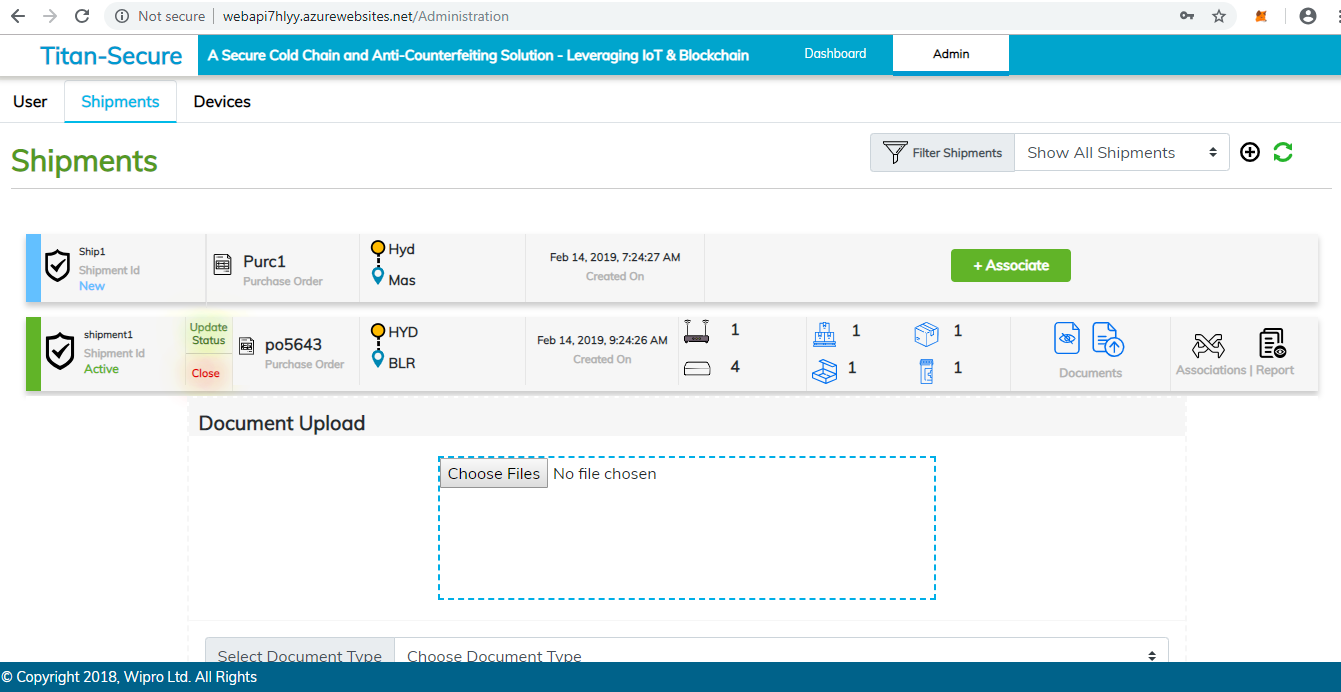 Not secure | webapi7hlyy.azurewebsites.net/Administration
Titan-Secure
A Secure Cold Chain and Anti-Counterfeiting Solution - Leveraging IoT & Blockchain
Dashboard
Admin
User
Shipments
Devices
Shipments
Filter Shipments
Show All Shipments
Ship1
Shipment Id
New
Purc1
Purchase Order
Hyd
Mas
Feb 14, 2019, 7:24:27 AM
Created On
+ Associate
shipment1
Shipment Id
Active
Update
Status
Close
po5643
Purchase Order
HYD
BLR
Feb 14, 2019, 9:24:26 AM
Created On
1
4
1
1
1
1
Documents
Associations | Report
Document Upload
Choose Files No file chosen
Select Document Type
Choose Document Type
© Copyright 2018, Wipro Ltd. All Rights